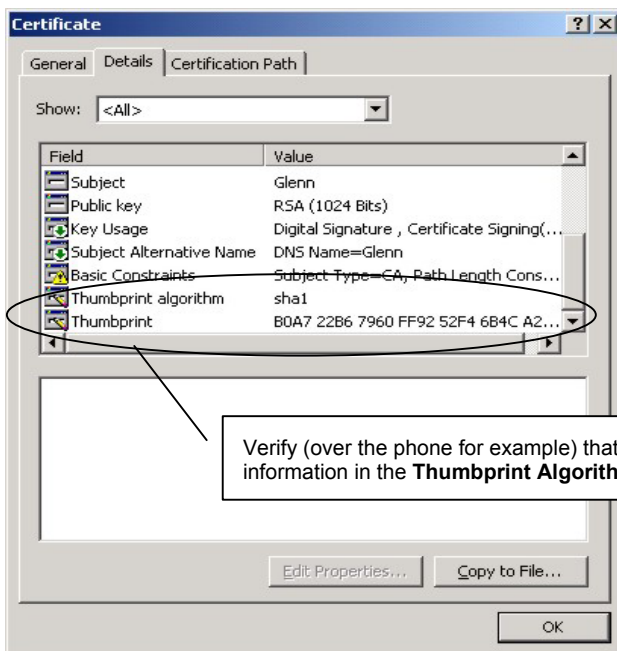 Certificate
General Details Certification Path
Show: <All>
Field Value
Subject Glenn
Public key RSA (1024 Bits)
Key Usage Digital Signature , Certificate Signing(...
Subject Alternative Name DNS Name=Glenn
Basic Constraints Subject Type=CA, Path Length Cons...
Thumbprint algorithm sha1
Thumbprint B0A7 22B6 7960 FF92 52F4 6B4C A2...
Verify (over the phone for example) that
information in the Thumbprint Algorith
Edit Properties... Copy to File...
OK